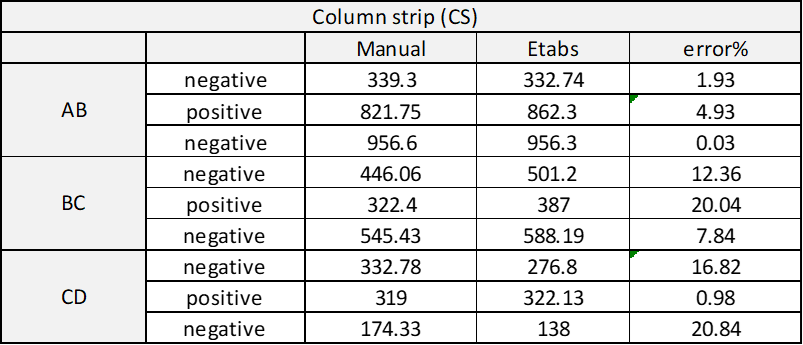 Column strip (CS)
Manual Etabs error%
AB negative 339.3 332.74 1.93
positive 821.75 862.3 4.93
negative 956.6 956.3 0.03
BC negative 446.06 501.2 12.36
positive 322.4 387 20.04
negative 545.43 588.19 7.84
CD negative 332.78 276.8 16.82
positive 319 322.13 0.98
negative 174.33 138 20.84